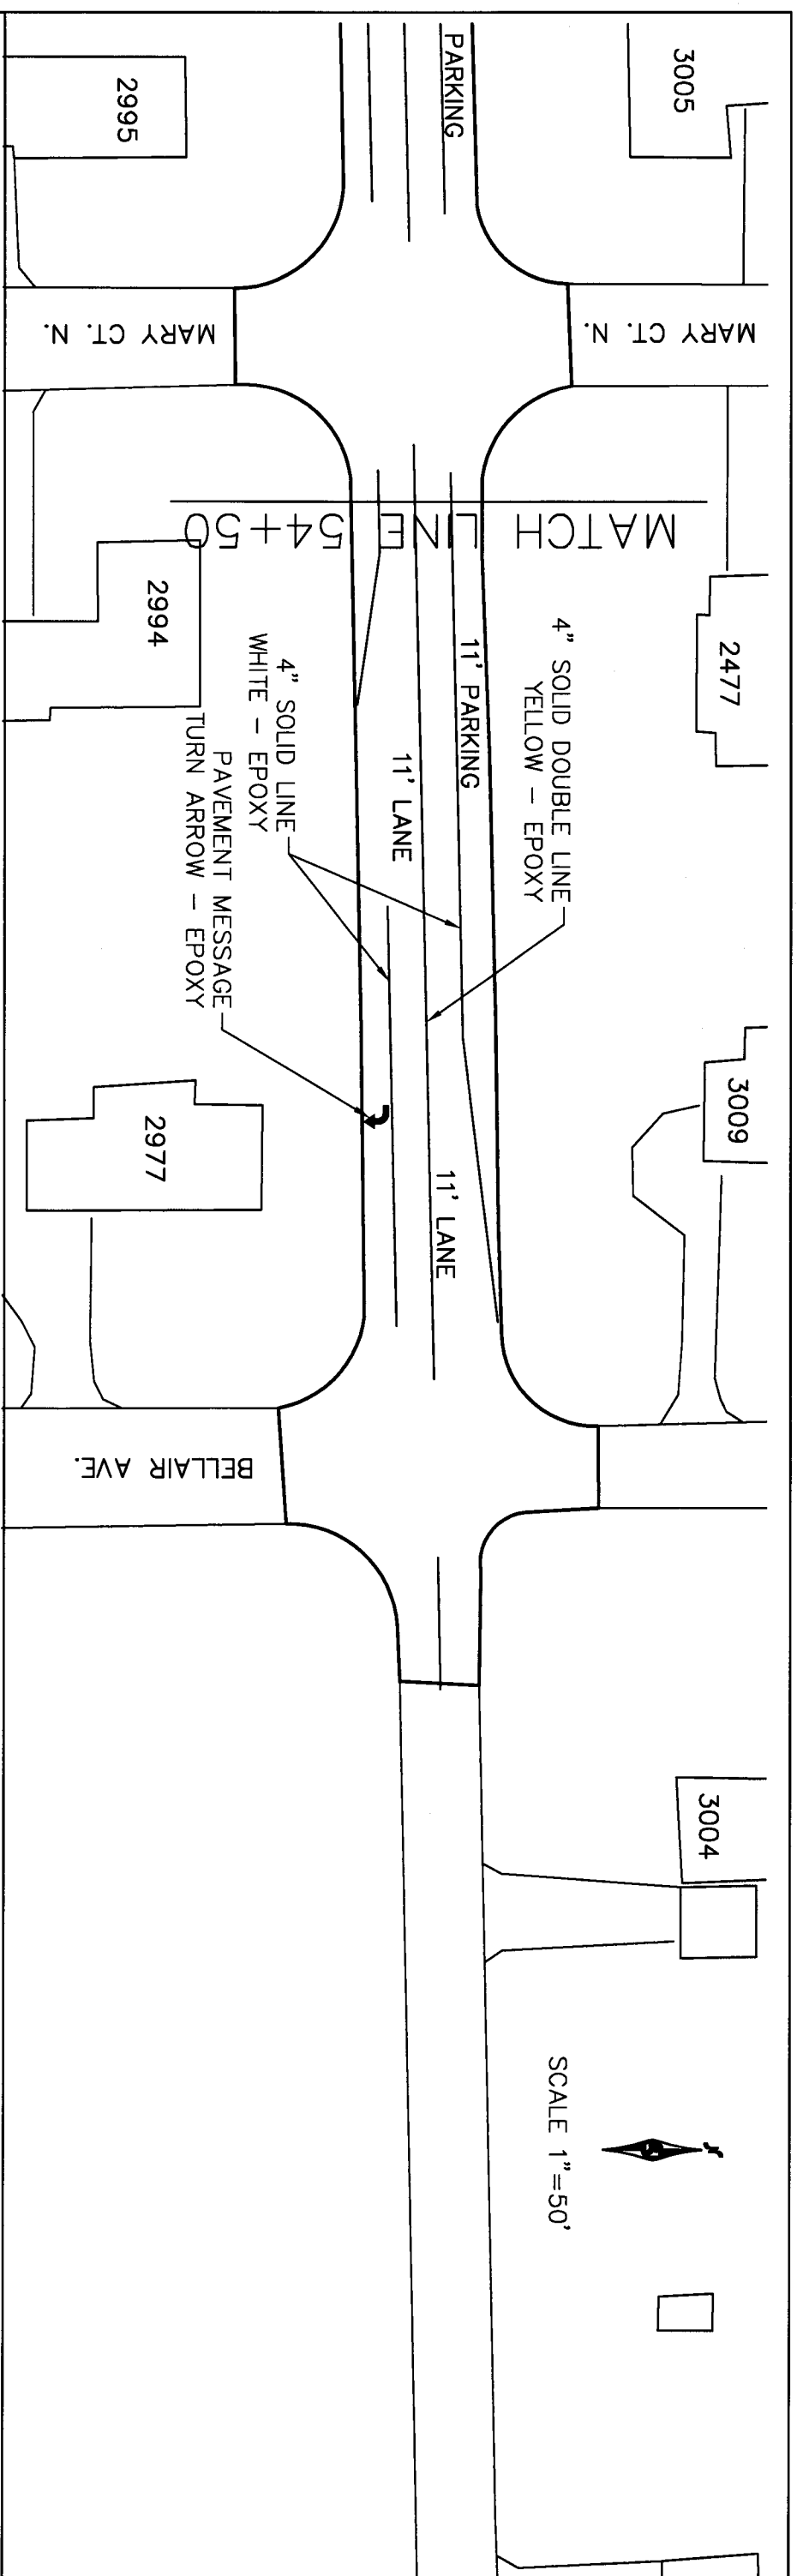 PARKING
3005
2995
MARY CT. N.
MARY CT. N.
MATCH LINE 54+50
2994
2477
4" SOLID DOUBLE LINE
YELLOW - EPOXY
11' PARKING
11' LANE
4" SOLID LINE
WHITE - EPOXY
PAVEMENT MESSAGE
TURN ARROW - EPOXY
3009
2977
11' LANE
BELLAIR AVE.
3004
N
SCALE 1"=50'